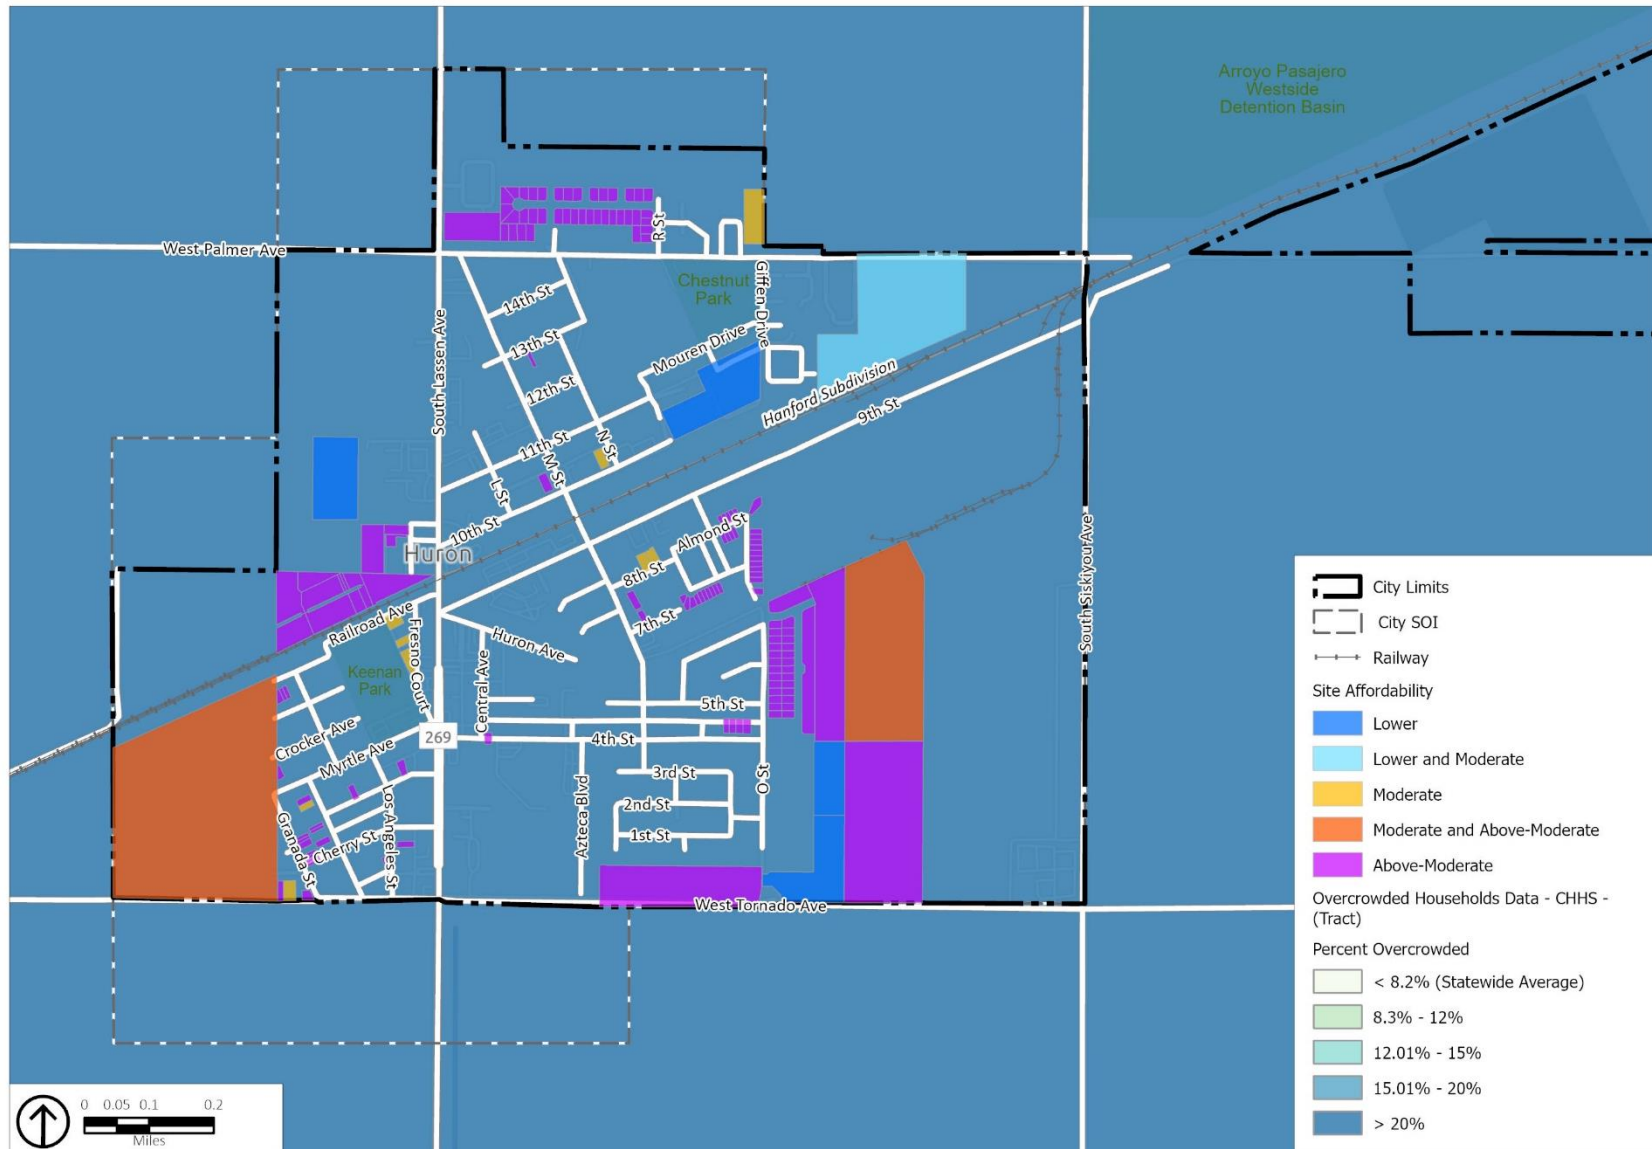 Arroyo Pasajero
Westside
Detention Basin
West Palmer Ave
R St
Chestnut
Park
Giffen Drive
14th St
13th St
12th St
11th St
10th St
South Lassen Ave
Mouren Drive
Hanford Subdivision
9th St
N St
M St
L St
Huron
Almond St
8th St
7th St
Railroad Ave
Fresno Court
Huron Ave
Central Ave
Keenan
Park
5th St
269
4th St
Crocker Ave
Myrtle Ave
3rd St
2nd St
1st St
O St
Azteca Blvd
Los Angeles St
Granada St
Cherry St
West Tornado Ave
South Siskiyou Ave
City Limits
City SOI
Railway
Site Affordability
Lower
Lower and Moderate
Moderate
Moderate and Above-Moderate
Above-Moderate
Overcrowded Households Data - CHHS -
(Tract)
Percent Overcrowded
< 8.2% (Statewide Average)
8.3% - 12%
12.01% - 15%
15.01% - 20%
> 20%
0 0.05 0.1 0.2
Miles